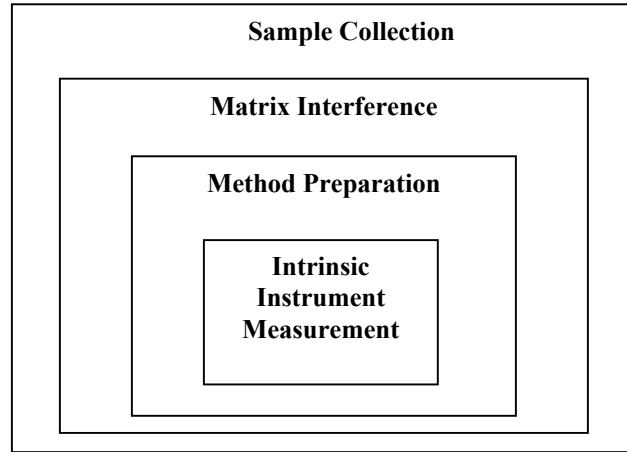 Sample Collection
Matrix Interference
Method Preparation
Intrinsic
Instrument
Measurement